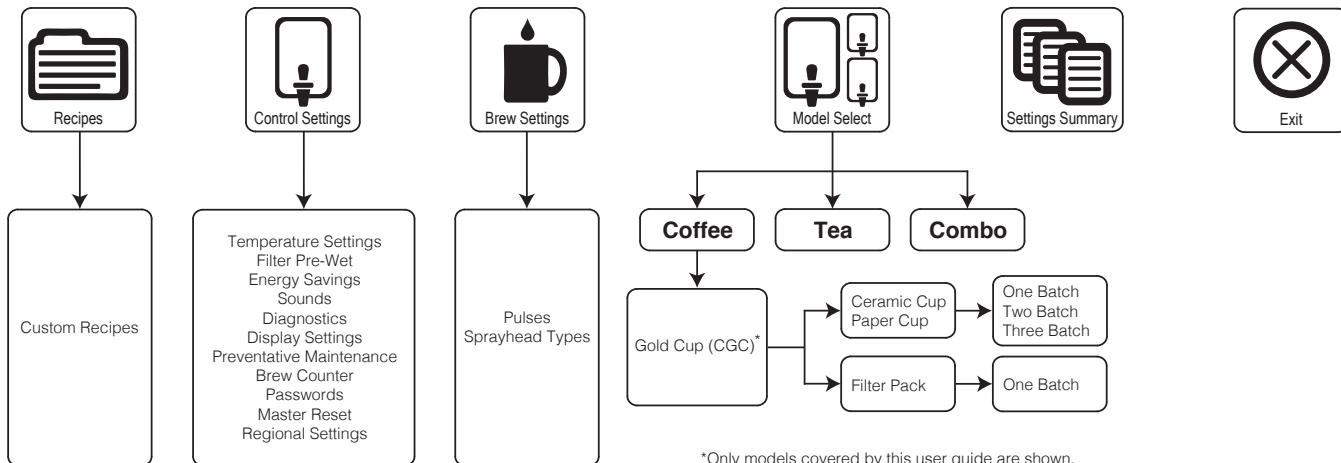 Recipes
Control Settings
Brew Settings
Model Select
Settings Summary
Exit
Custom Recipes
Temperature Settings
Filter Pre-Wet
Energy Savings
Sounds
Diagnostics
Display Settings
Preventative Maintenance
Brew Counter
Passwords
Master Reset
Regional Settings
Pulses
Sprayhead Types
Coffee
Tea
Combo
Gold Cup (CGC)*
Ceramic Cup
Paper Cup
One Batch
Two Batch
Three Batch
Filter Pack
One Batch
*Only models covered by this user guide are shown.